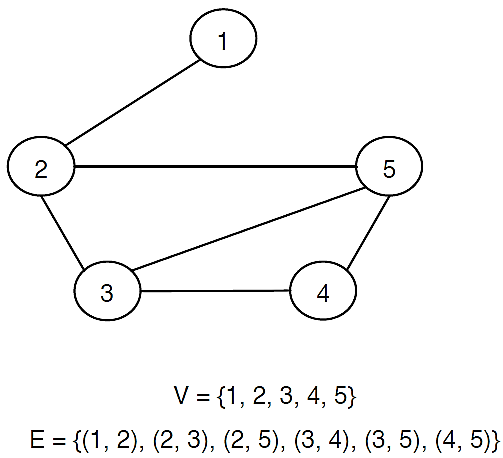 1
2 5
3 4
V = {1, 2, 3, 4, 5}
E = {(1, 2), (2, 3), (2, 5), (3, 4), (3, 5), (4, 5)}